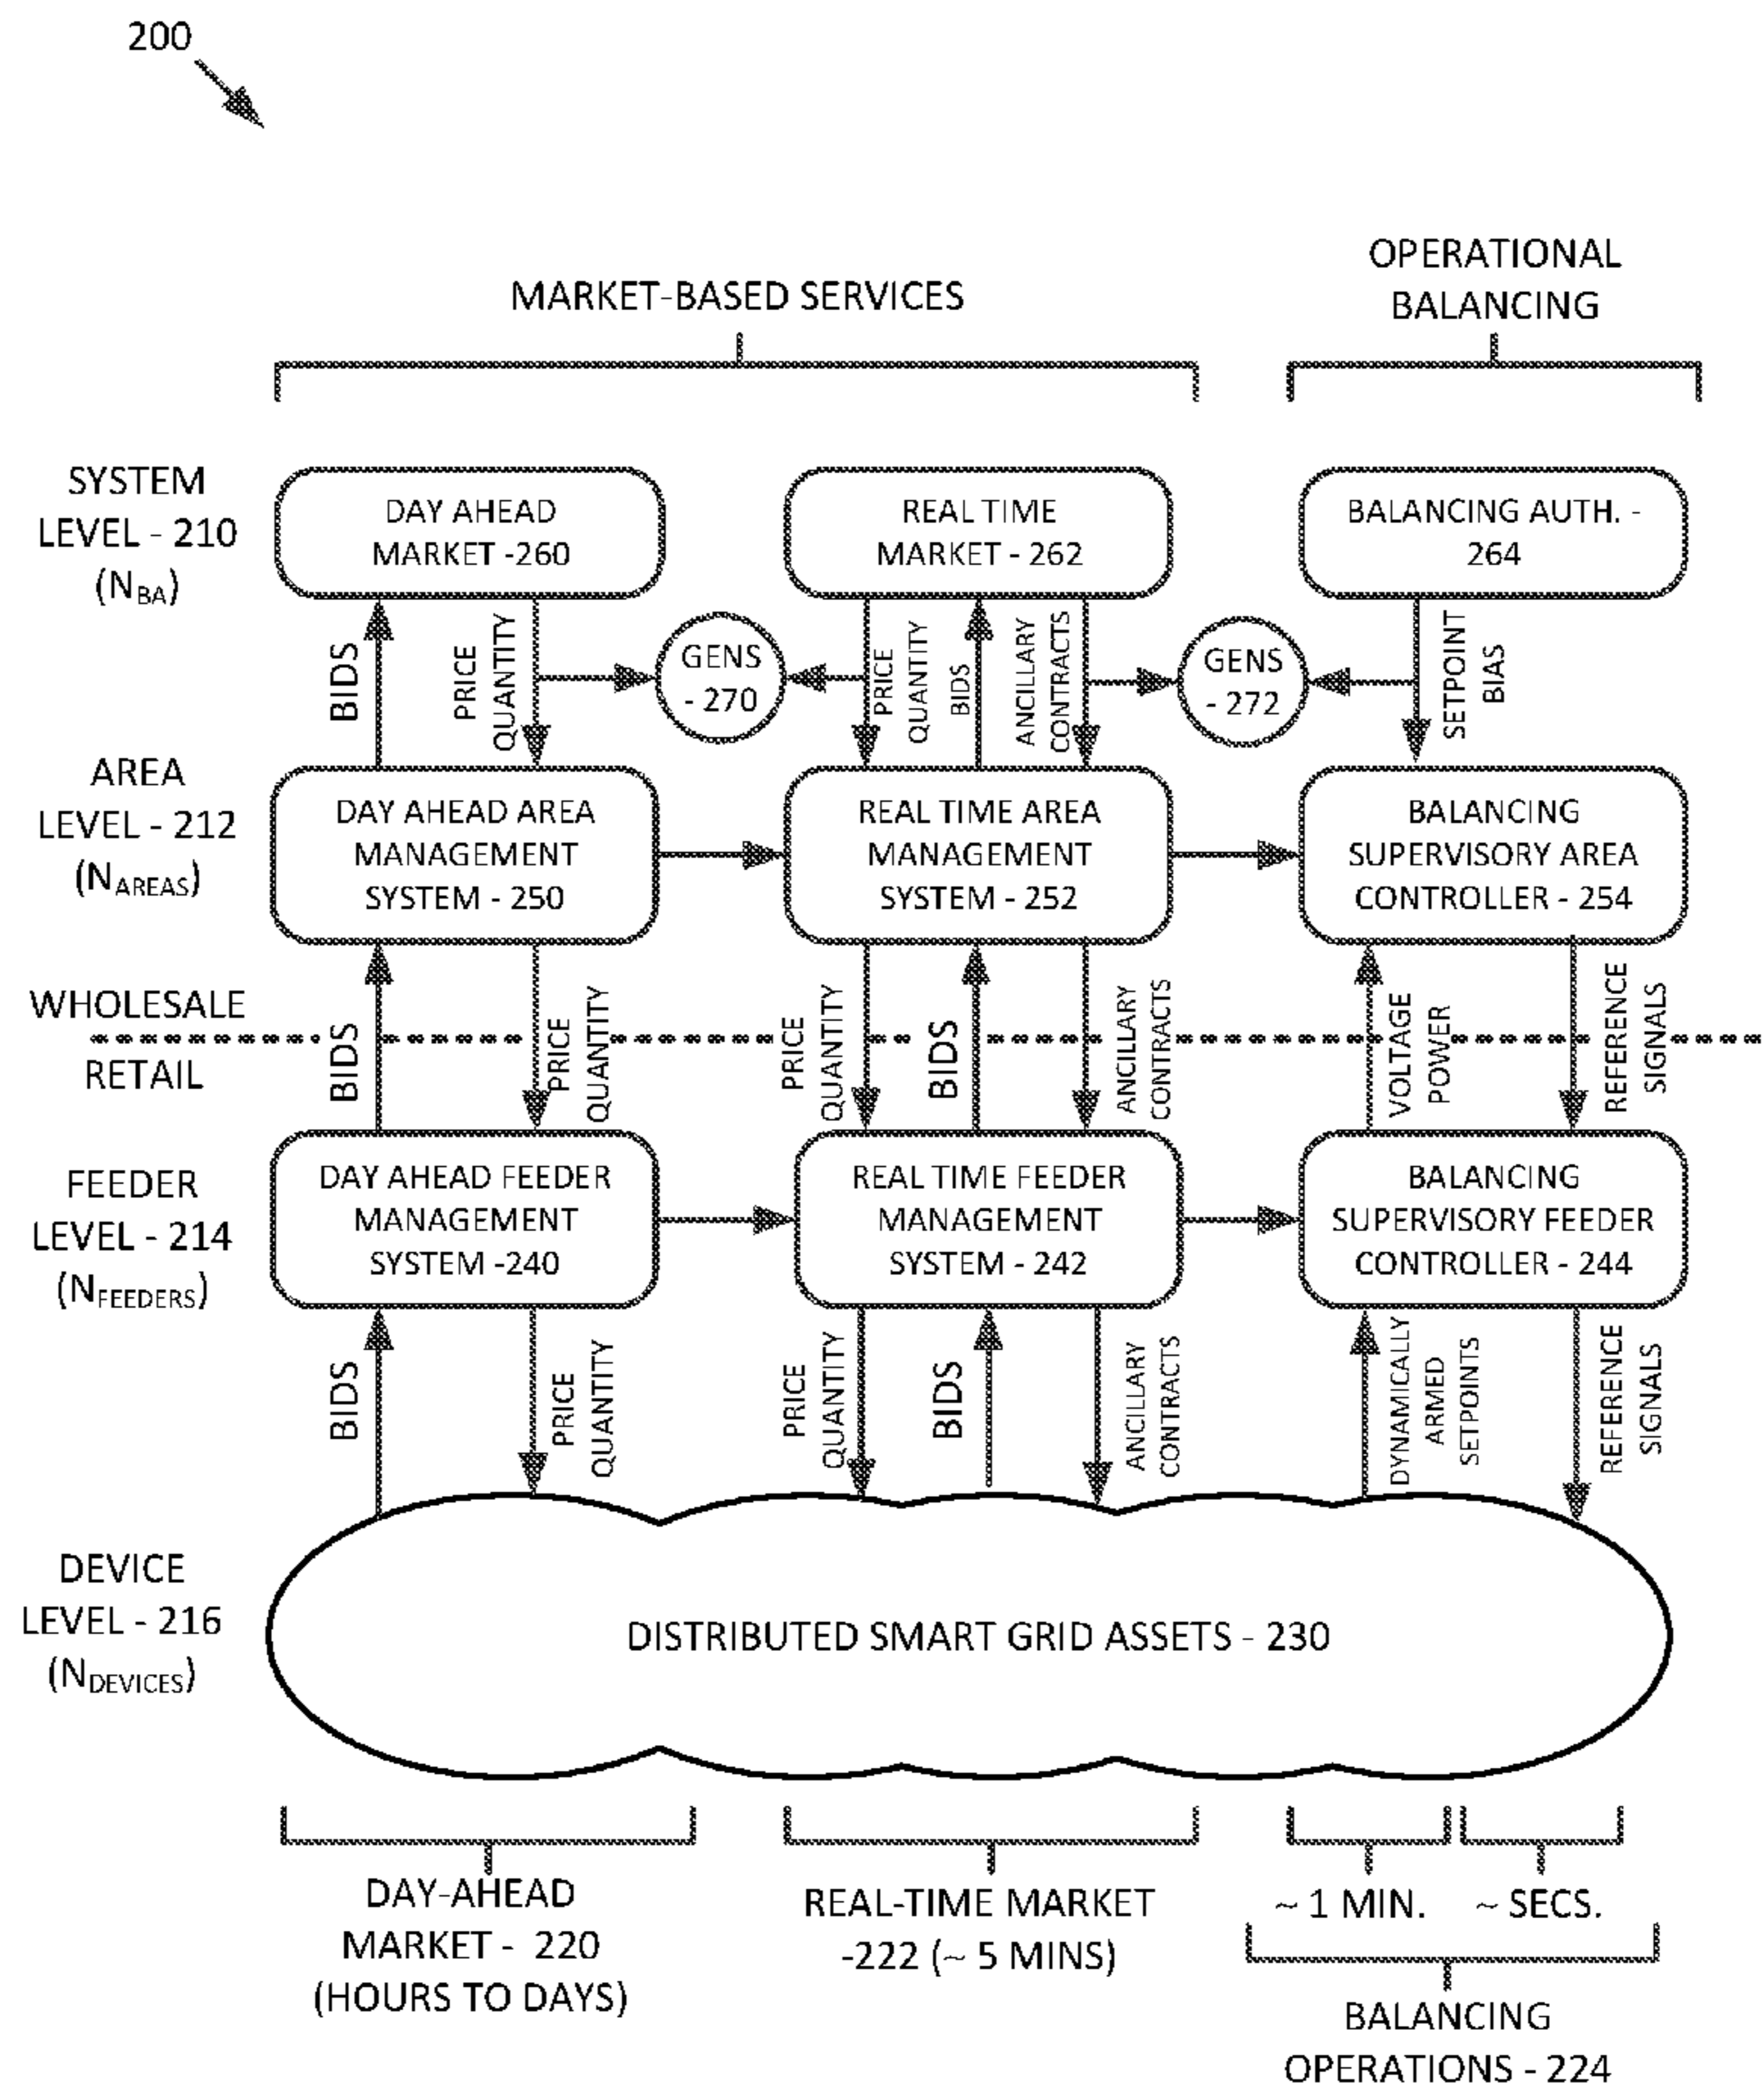 200
MARKET-BASED SERVICES
OPERATIONAL
BALANCING
SYSTEM
LEVEL - 210
(NBA)
DAY AHEAD
MARKET -260
REAL TIME
MARKET - 262
BALANCING AUTH. -
264
BIDS
PRICE
QUANTITY
GENS
- 270
PRICE
QUANTITY
BIDS
ANCILLARY
CONTRACTS
GENS
- 272
SETPOINT
BIAS
AREA
LEVEL - 212
(NAREAS)
DAY AHEAD AREA
MANAGEMENT
SYSTEM - 250
REAL TIME AREA
MANAGEMENT
SYSTEM - 252
BALANCING
SUPERVISORY AREA
CONTROLLER - 254
WHOLESALE
RETAIL
BIDS
PRICE
QUANTITY
PRICE
QUANTITY
BIDS
ANCILLARY
CONTRACTS
VOLTAGE
POWER
REFERENCE
SIGNALS
FEEDER
LEVEL - 214
(NFEEDERS)
DAY AHEAD FEEDER
MANAGEMENT
SYSTEM -240
REAL TIME FEEDER
MANAGEMENT
SYSTEM - 242
BALANCING
SUPERVISORY FEEDER
CONTROLLER - 244
BIDS
PRICE
QUANTITY
PRICE
QUANTITY
BIDS
ANCILLARY
CONTRACTS
DYNAMICALLY
ARMED
SETPOINTS
REFERENCE
SIGNALS
DEVICE
LEVEL - 216
(NDEVICES)
DISTRIBUTED SMART GRID ASSETS - 230
DAY-AHEAD
MARKET - 220
(HOURS TO DAYS)
REAL-TIME MARKET
-222 (~ 5 MINS)
~ 1 MIN.
~ SECS.
BALANCING
OPERATIONS - 224